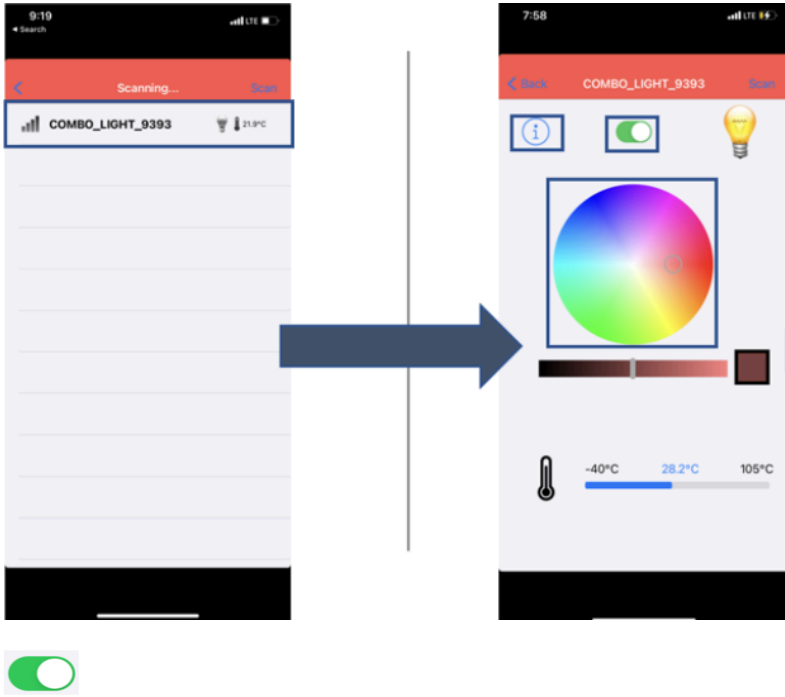 9:19
LTE
◂ Search
Scanning...
Scan
COMBO_LIGHT_9393
21.9°C
7:58
LTE
Back
COMBO_LIGHT_9393
Scan
i
-40°C
28.2°C
105°C